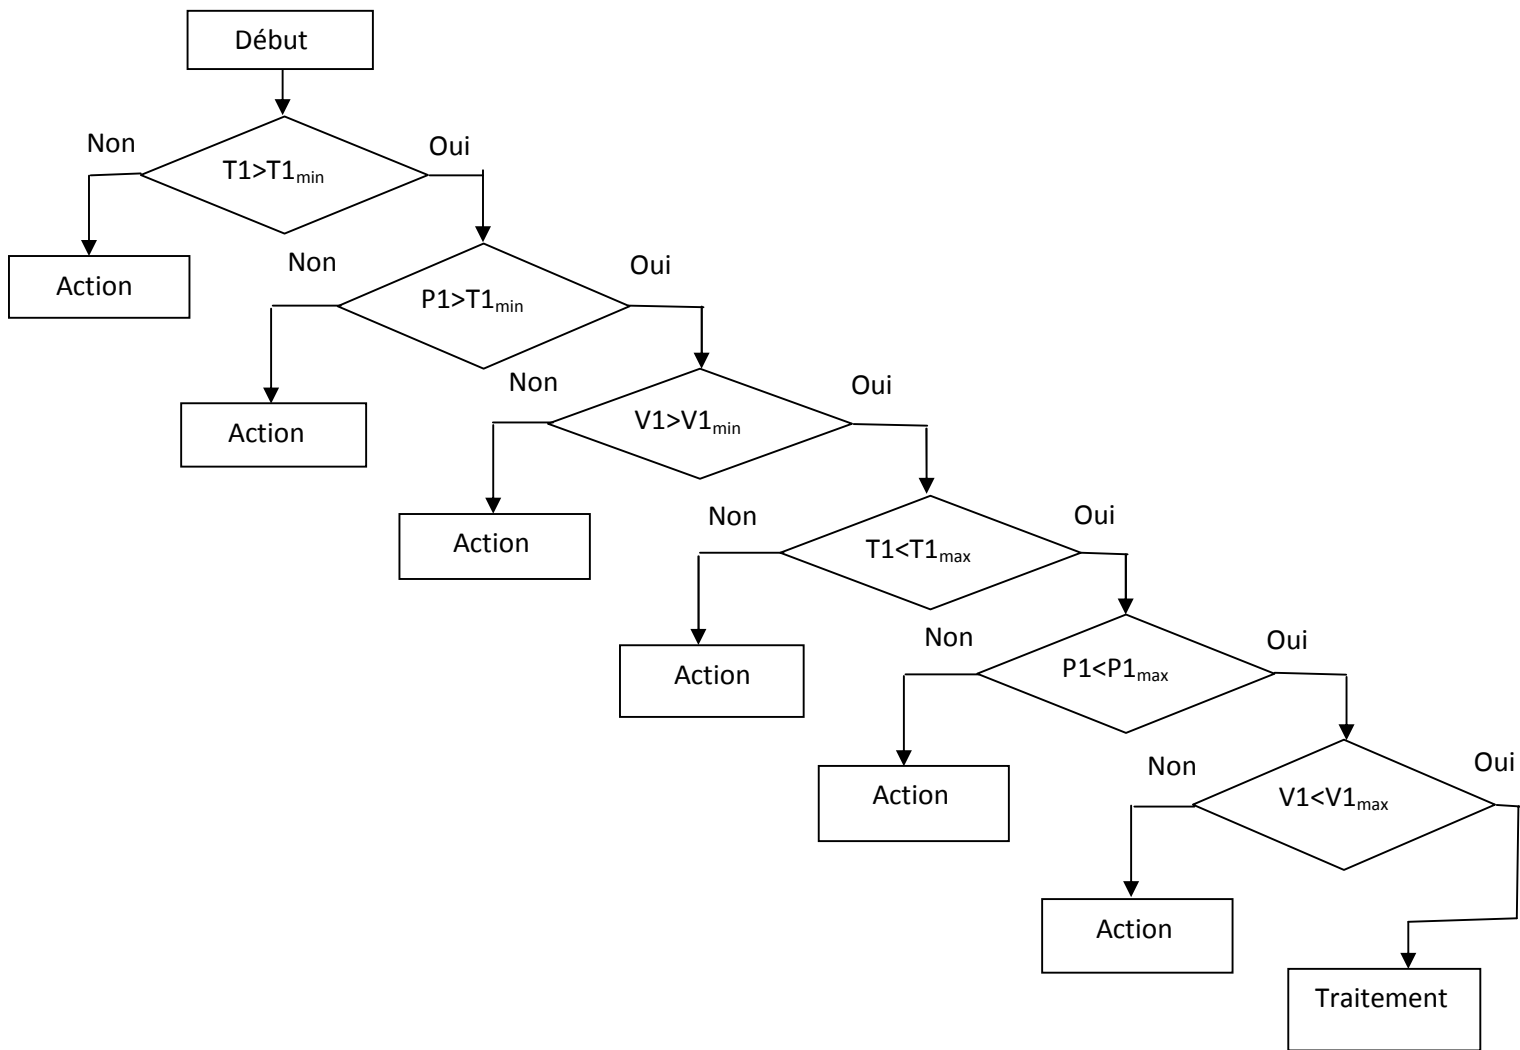 Début
Non
Oui
T1>T1min
Action
Non
Oui
P1>T1min
Action
Non
Oui
V1>V1min
Action
Non
Oui
T1<T1max
Action
Non
Oui
P1<P1max
Action
Non
Oui
V1<V1max
Action
Traitement